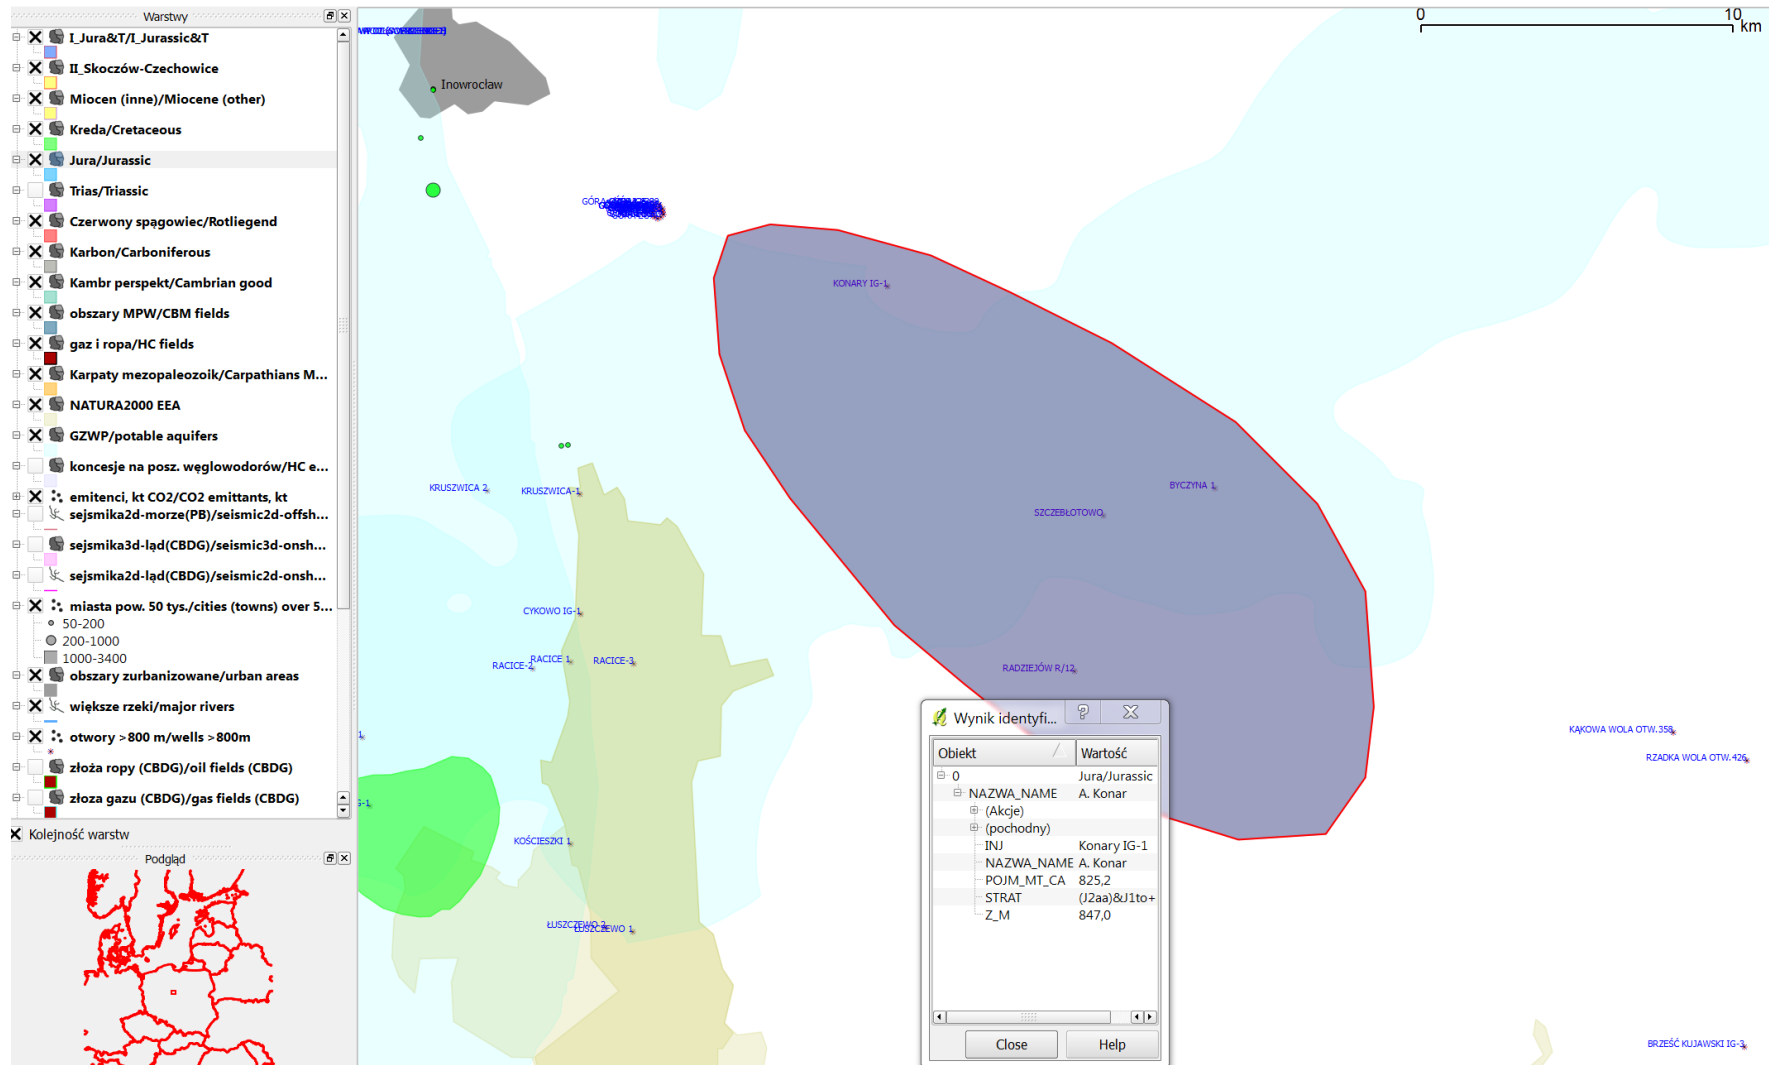 Warstwy
I_Jura&T/I_Jurassic&T
II_Skoczów-Czechowice
Miocen (inne)/Miocene (other)
Kreda/Cretaceous
Jura/Jurassic
Trias/Triassic
Czerwony spągowiec/Rotliegend
Karbon/Carboniferous
Kambr perspekt/Cambrian good
obszary MPW/CBM fields
gaz i ropa/HC fields
Karpaty mezopaleozoik/Carpathians M...
NATURA2000 EEA
GZWP/potable aquifers
koncesje na posz. węglowodorów/HC e...
emitenci, kt CO2/CO2 emittants, kt
sejsmika2d-morze(PB)/seismic2d-offsh...
sejsmika3d-ląd(CBDG)/seismic3d-onsh...
sejsmika2d-ląd(CBDG)/seismic2d-onsh...
miasta pow. 50 tys./cities (towns) over 5...
50-200
200-1000
1000-3400
obszary zurbanizowane/urban areas
większe rzeki/major rivers
otwory >800 m/wells >800m
złoża ropy (CBDG)/oil fields (CBDG)
złoza gazu (CBDG)/gas fields (CBDG)
Kolejność warstw
Podgląd
0 10
km
Inowrocław
KONARY IG-1
KRUSZWICA 2
KRUSZWICA-1
BYCZYNA 1
SZCZEBŁOTOWO
CYKOWO IG-1
RACICE-2
RACICE 1
RACICE-3
RADZIEJÓW R/12
KĄKOWA WOLA OTW.358
RZADKA WOLA OTW.426
KOŚCIESZKI 1
ŁUSZCZEWO 2
ŁUSZCZEWO 1
BRZEŚĆ KUJAWSKI IG-3
Wynik identyfi...
Obiekt Wartość
0 Jura/Jurassic
NAZWA_NAME A. Konar
(Akcje)
(pochodny)
INJ Konary IG-1
NAZWA_NAME A. Konar
POJM_MT_CA 825,2
STRAT (J2aa)&J1to+
Z_M 847,0
Close Help